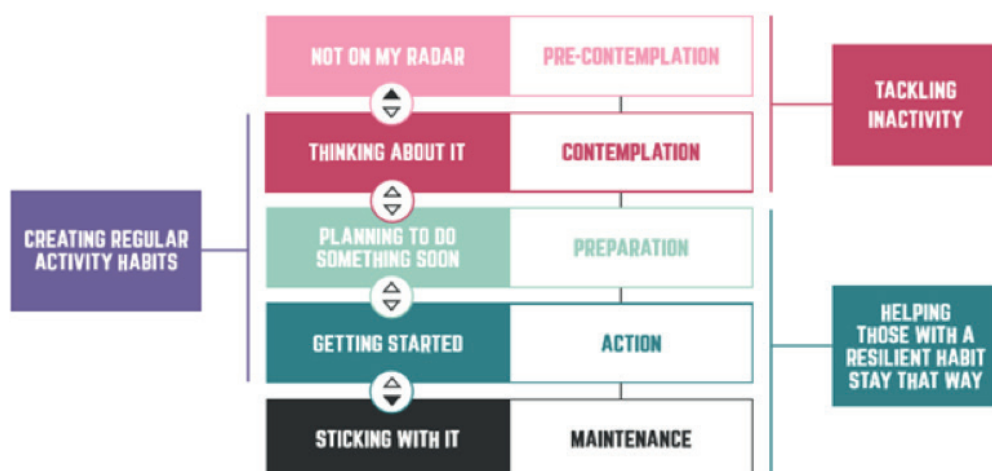 NOT ON MY RADAR
PRE-CONTEMPLATION
TACKLING
INACTIVITY
THINKING ABOUT IT
CONTEMPLATION
CREATING REGULAR
ACTIVITY HABITS
PLANNING TO DO
SOMETHING SOON
PREPARATION
GETTING STARTED
ACTION
HELPING
THOSE WITH A
RESILIENT HABIT
STAY THAT WAY
STICKING WITH IT
MAINTENANCE